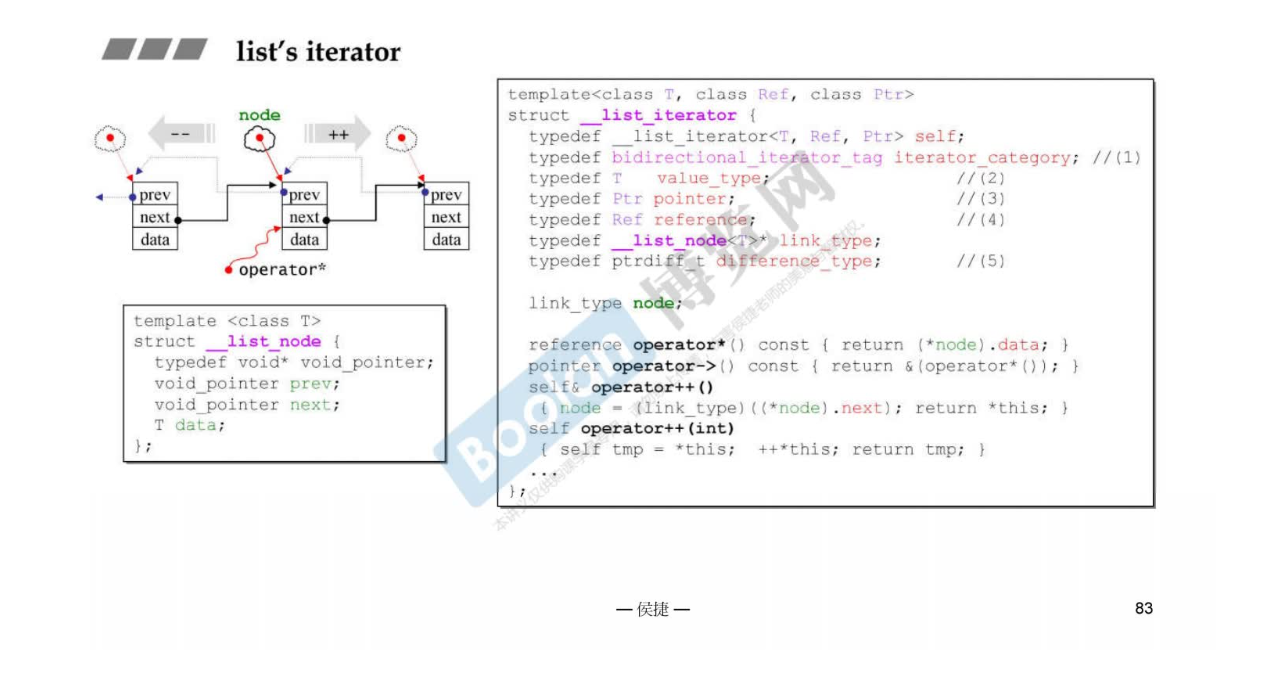 list's iterator
node
-- ++
prev prev prev
next next next
data data data
operator*
template <class T>
struct __list_node {
typedef void* void_pointer;
void_pointer prev;
void_pointer next;
T data;
};
template<class T, class Ref, class Ptr>
struct __list_iterator {
typedef __list_iterator<T, Ref, Ptr> self;
typedef bidirectional_iterator_tag iterator_category; //(1)
typedef T value_type; //(2)
typedef Ptr pointer; //(3)
typedef Ref reference; //(4)
typedef __list_node<T>* link_type;
typedef ptrdiff_t difference_type; //(5)
link_type node;
reference operator*() const { return (*node).data; }
pointer operator->() const { return &(operator*()); }
self& operator++()
{ node = (link_type)((*node).next); return *this; }
self operator++(int)
{ self tmp = *this; ++*this; return tmp; }
...
};
Boolan 博览网
— 侯捷 —
83